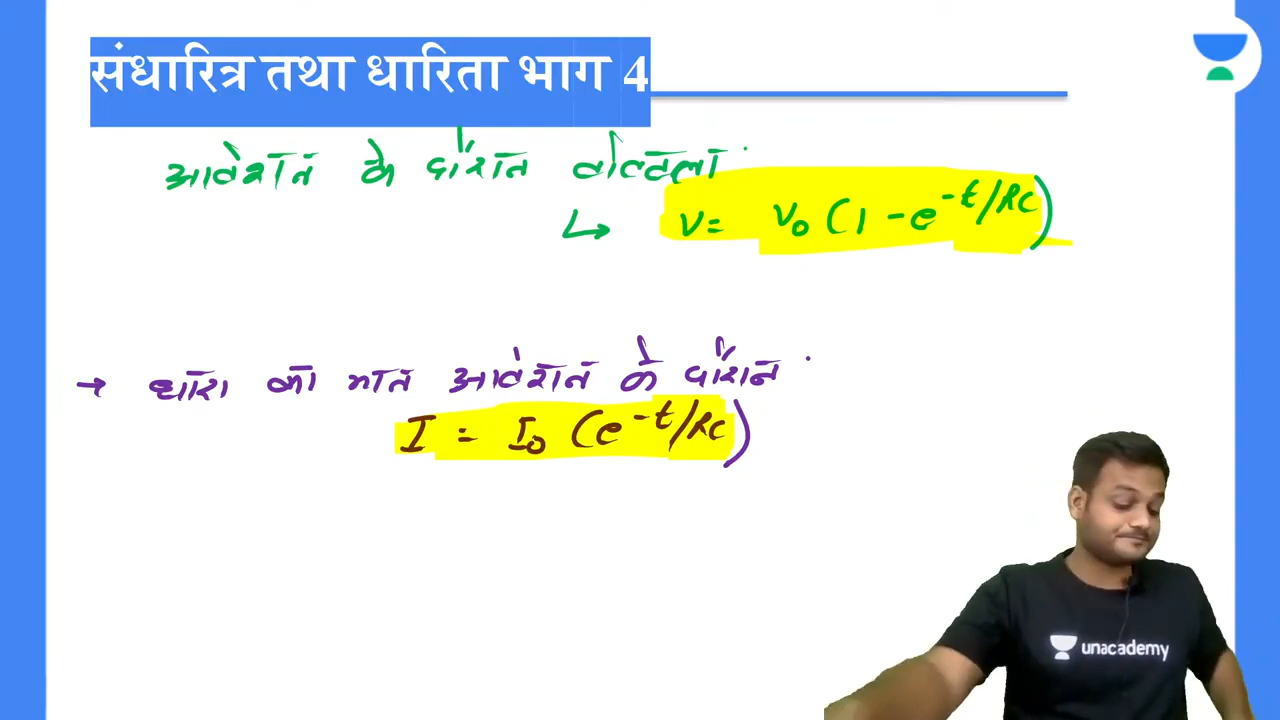 संधारित्र तथा धारिता भाग 4
आवेशन के दौरान वोल्टता
↳ V = V₀ (1 - e^{-t/RC})
→ धारा का मान आवेशन के दौरान
I = I₀ (e^{-t/RC})
unacademy